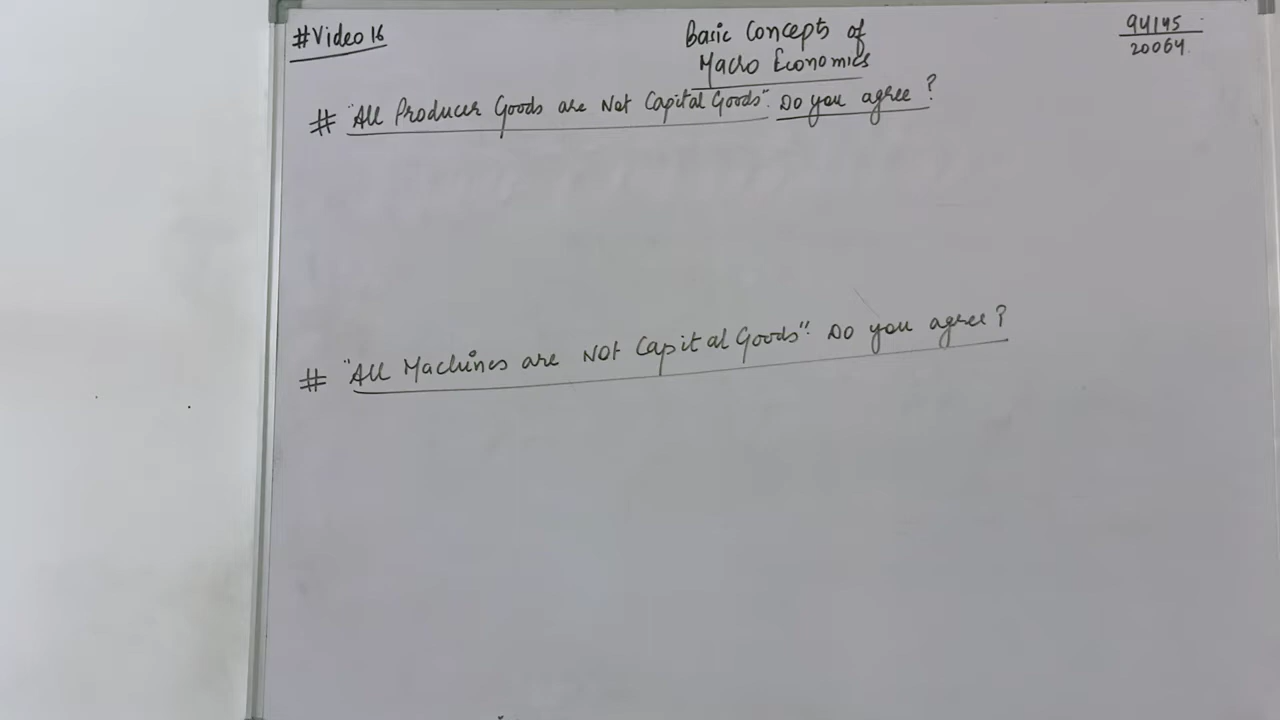 #Video 16
Basic Concepts of
Macro Economics
94145
20064
# "All Producer Goods are Not Capital Goods". Do you agree?
# "All Machines are NOT Capital Goods". Do you agree?